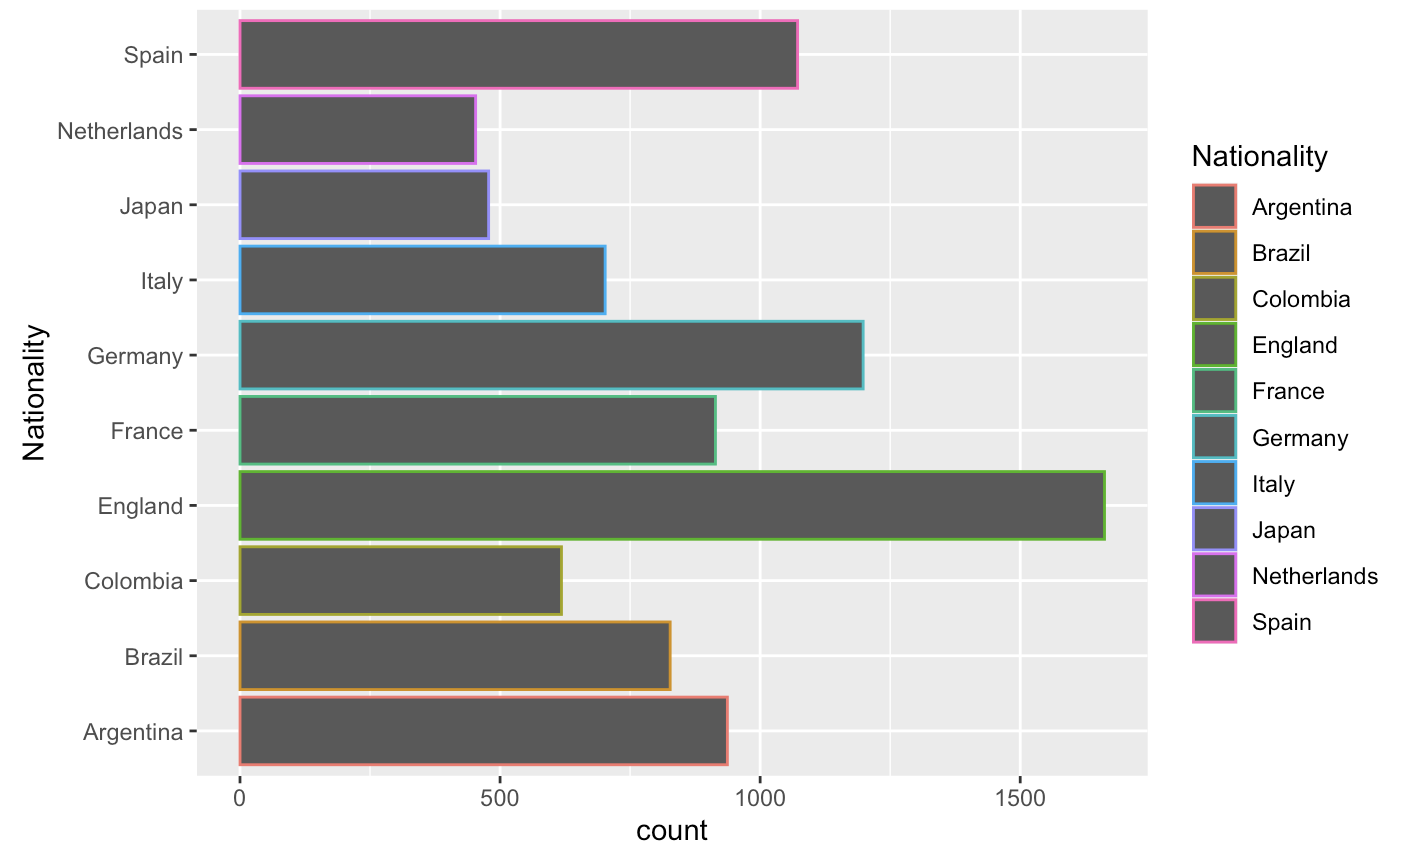 Spain
Netherlands
Japan
Italy
Germany
France
England
Colombia
Brazil
Argentina
Nationality
0 500 1000 1500
count
Nationality
Argentina
Brazil
Colombia
England
France
Germany
Italy
Japan
Netherlands
Spain